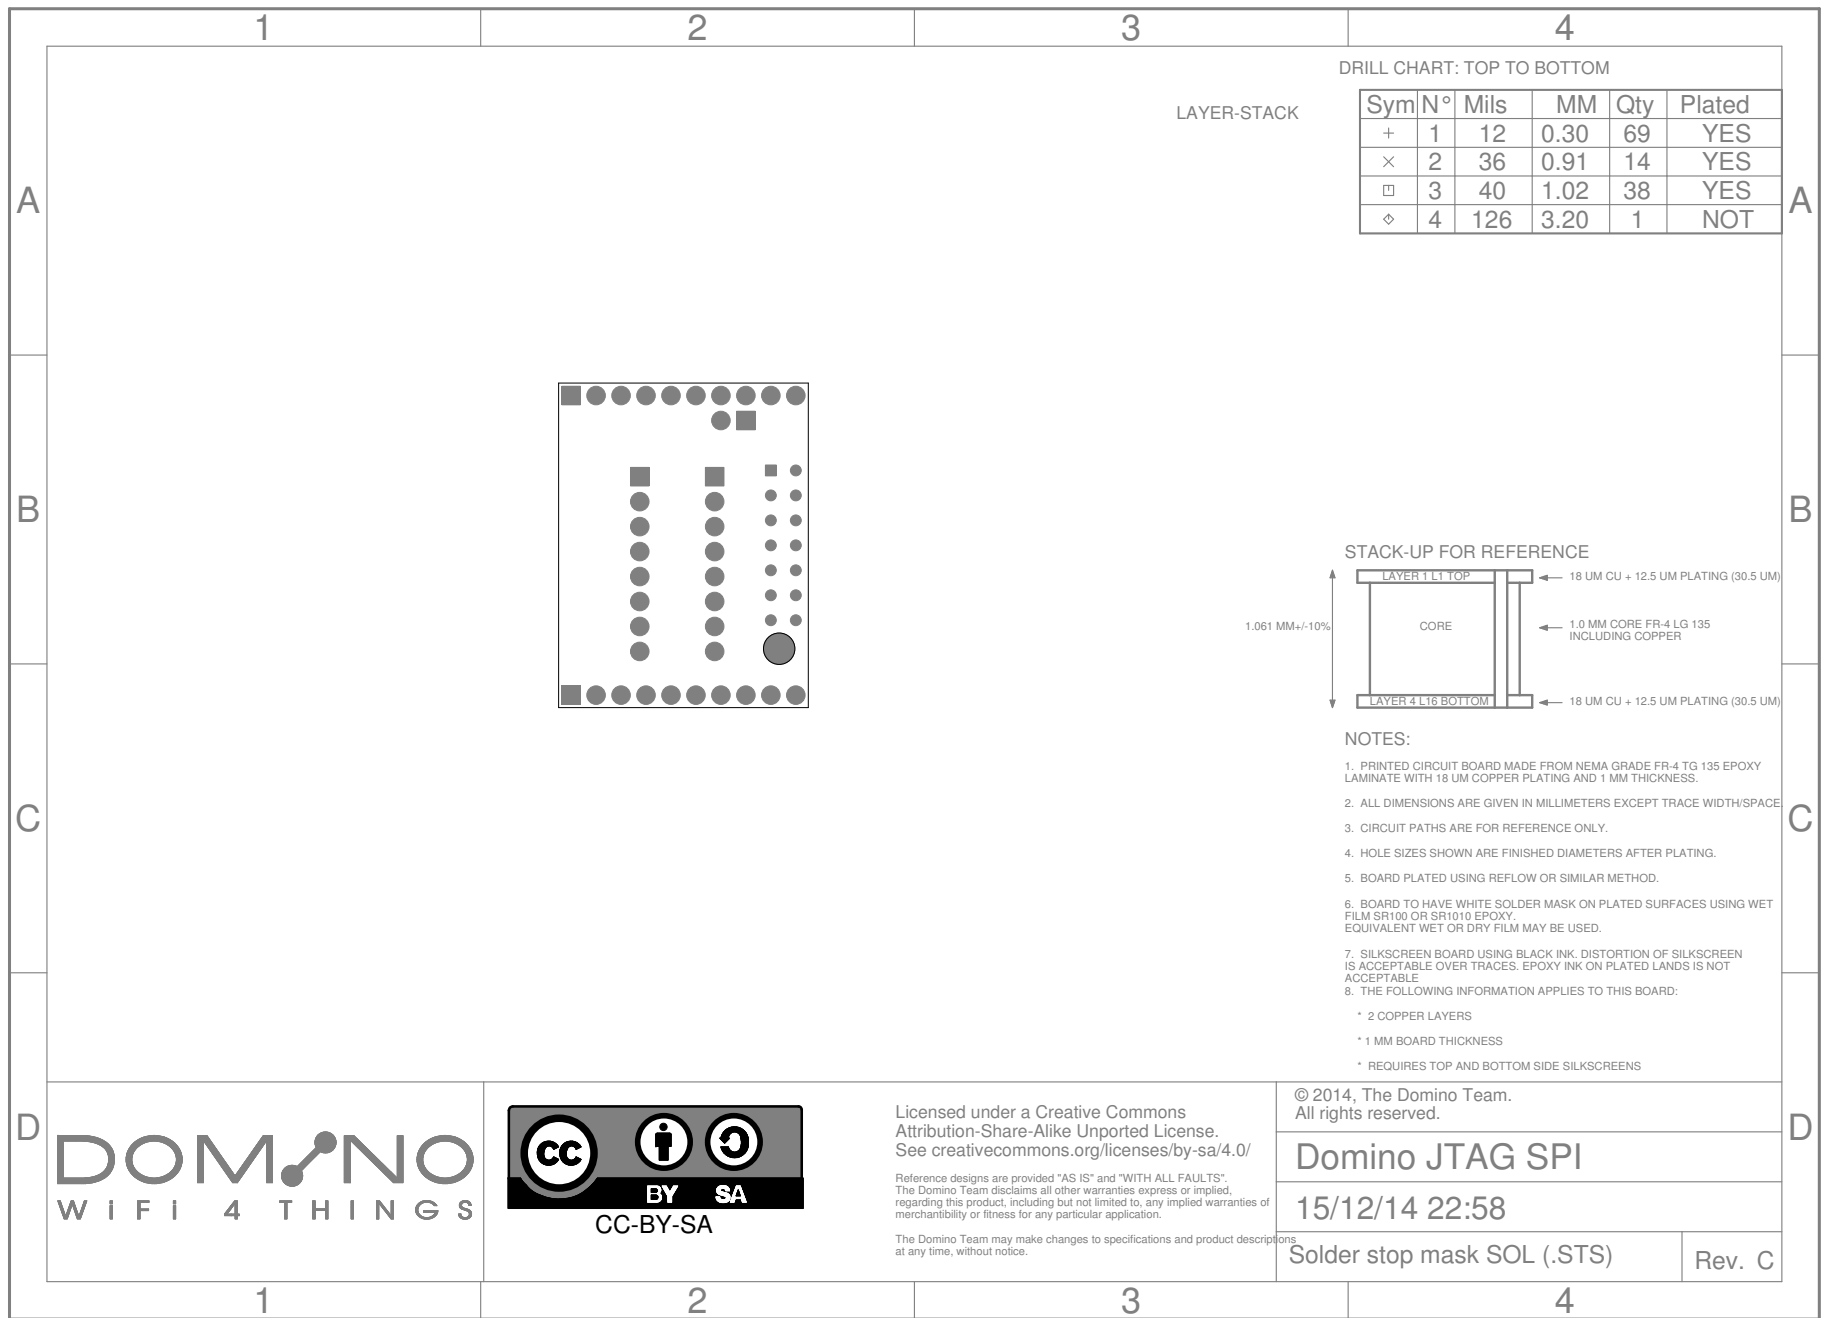 1 2 3 4
DRILL CHART: TOP TO BOTTOM
LAYER-STACK
Sym N° Mils MM Qty Plated
+ 1 12 0.30 69 YES
× 2 36 0.91 14 YES
3 40 1.02 38 YES
4 126 3.20 1 NOT
A A
B B
STACK-UP FOR REFERENCE
LAYER 1 L1 TOP
18 UM CU + 12.5 UM PLATING (30.5 UM)
1.061 MM+/-10%
CORE
1.0 MM CORE FR-4 LG 135
INCLUDING COPPER
LAYER 4 L16 BOTTOM
18 UM CU + 12.5 UM PLATING (30.5 UM)
NOTES:
1. PRINTED CIRCUIT BOARD MADE FROM NEMA GRADE FR-4 TG 135 EPOXY
LAMINATE WITH 18 UM COPPER PLATING AND 1 MM THICKNESS.
2. ALL DIMENSIONS ARE GIVEN IN MILLIMETERS EXCEPT TRACE WIDTH/SPACE
C C
3. CIRCUIT PATHS ARE FOR REFERENCE ONLY.
4. HOLE SIZES SHOWN ARE FINISHED DIAMETERS AFTER PLATING.
5. BOARD PLATED USING REFLOW OR SIMILAR METHOD.
6. BOARD TO HAVE WHITE SOLDER MASK ON PLATED SURFACES USING WET
FILM SR100 OR SR1010 EPOXY.
EQUIVALENT WET OR DRY FILM MAY BE USED.
7. SILKSCREEN BOARD USING BLACK INK. DISTORTION OF SILKSCREEN
IS ACCEPTABLE OVER TRACES. EPOXY INK ON PLATED LANDS IS NOT
ACCEPTABLE
8. THE FOLLOWING INFORMATION APPLIES TO THIS BOARD:
* 2 COPPER LAYERS
* 1 MM BOARD THICKNESS
* REQUIRES TOP AND BOTTOM SIDE SILKSCREENS
D D
DOMINO
WiFi 4 THINGS
cc
BY SA
CC-BY-SA
Licensed under a Creative Commons
Attribution-Share-Alike Unported License.
See creativecommons.org/licenses/by-sa/4.0/
Reference designs are provided "AS IS" and "WITH ALL FAULTS".
The Domino Team disclaims all other warranties express or implied,
regarding this product, including but not limited to, any implied warranties of
merchantibility or fitness for any particular application.
The Domino Team may make changes to specifications and product descriptions
at any time, without notice.
© 2014, The Domino Team.
All rights reserved.
Domino JTAG SPI
15/12/14 22:58
Solder stop mask SOL (.STS)
Rev. C
1 2 3 4